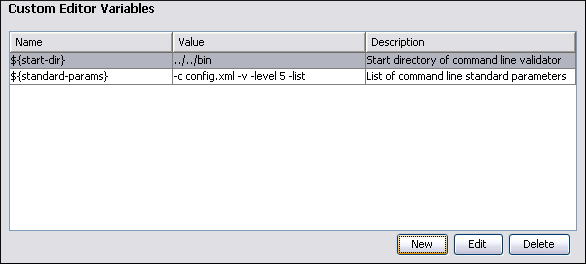 Custom Editor Variables
Name Value Description
${start-dir} ../../bin Start directory of command line validator
${standard-params} -c config.xml -v -level 5 -list List of command line standard parameters
New Edit Delete